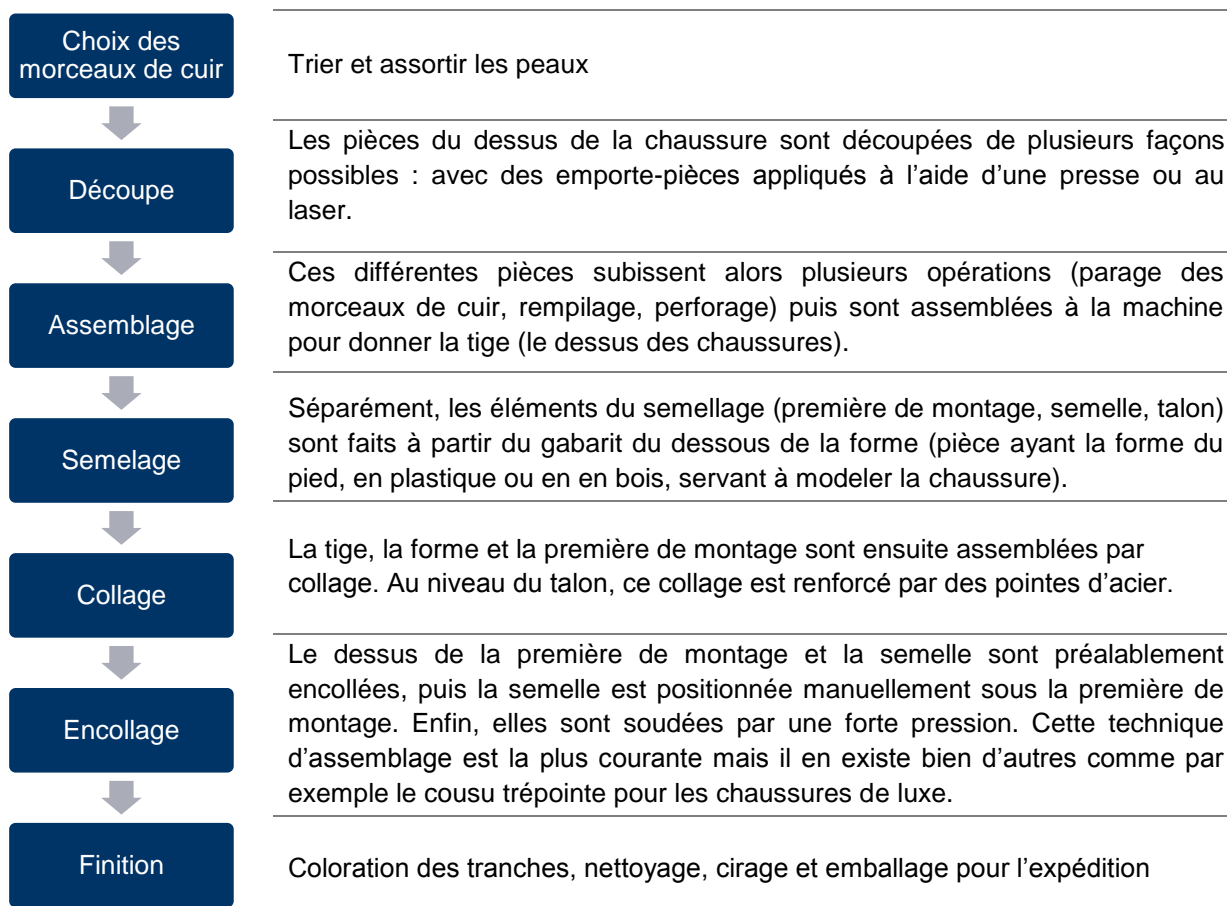 Choix des
morceaux de cuir
Trier et assortir les peaux
Découpe
Les pièces du dessus de la chaussure sont découpées de plusieurs façons
possibles : avec des emporte-pièces appliqués à l'aide d'une presse ou au
laser.
Assemblage
Ces différentes pièces subissent alors plusieurs opérations (parage des
morceaux de cuir, rempilage, perforage) puis sont assemblées à la machine
pour donner la tige (le dessus des chaussures).
Semelage
Séparément, les éléments du semellage (première de montage, semelle, talon)
sont faits à partir du gabarit du dessous de la forme (pièce ayant la forme du
pied, en plastique ou en en bois, servant à modeler la chaussure).
Collage
La tige, la forme et la première de montage sont ensuite assemblées par
collage. Au niveau du talon, ce collage est renforcé par des pointes d'acier.
Encollage
Le dessus de la première de montage et la semelle sont préalablement
encollées, puis la semelle est positionnée manuellement sous la première de
montage. Enfin, elles sont soudées par une forte pression. Cette technique
d'assemblage est la plus courante mais il en existe bien d'autres comme par
exemple le cousu trépointe pour les chaussures de luxe.
Finition
Coloration des tranches, nettoyage, cirage et emballage pour l'expédition